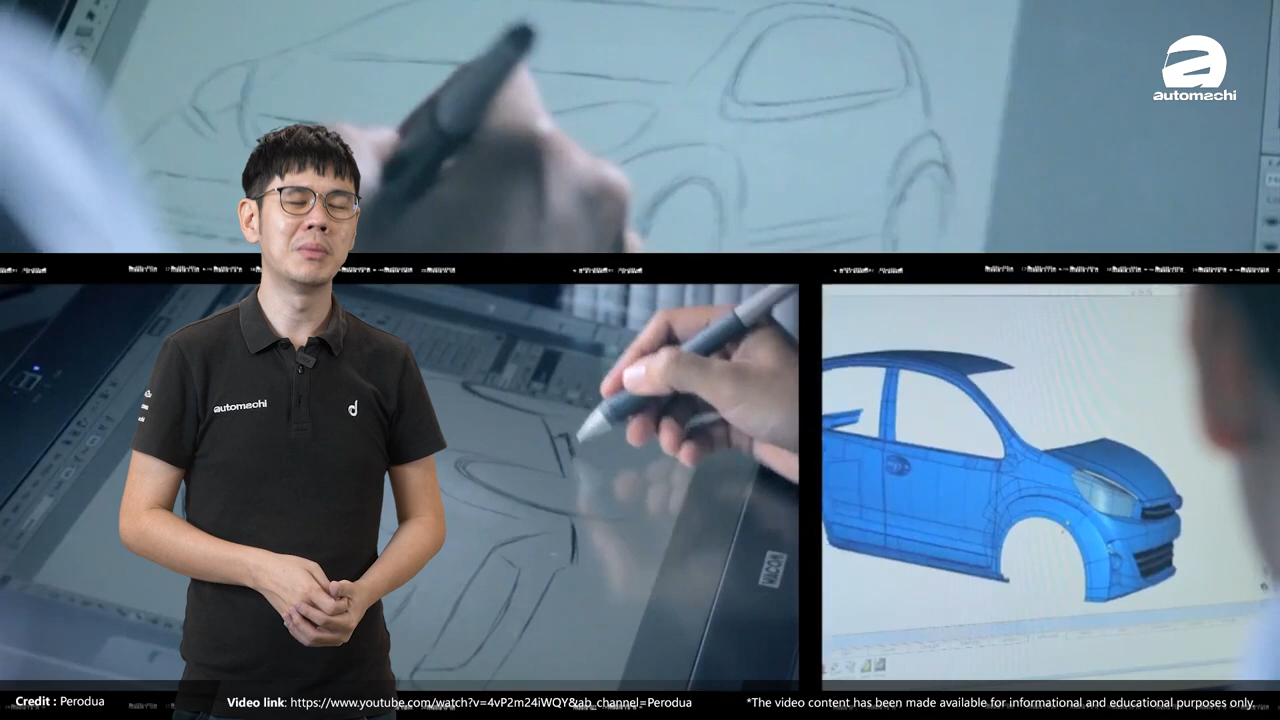 automachi
automachi
d
WACOM
Credit : Perodua
Video link: https://www.youtube.com/watch?v=4vP2m24iWQY&ab_channel=Perodua
*The video content has been made available for informational and educational purposes only.